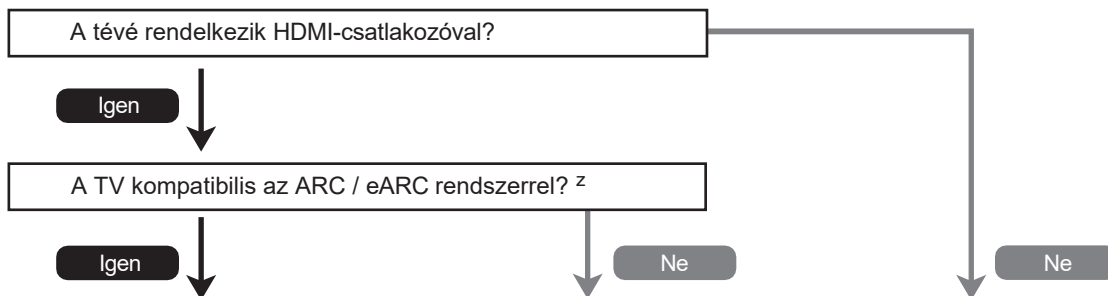 A tévé rendelkezik HDMI-csatlakozóval?
Igen
A TV kompatibilis az ARC / eARC rendszerrel? z
Igen
Ne
Ne